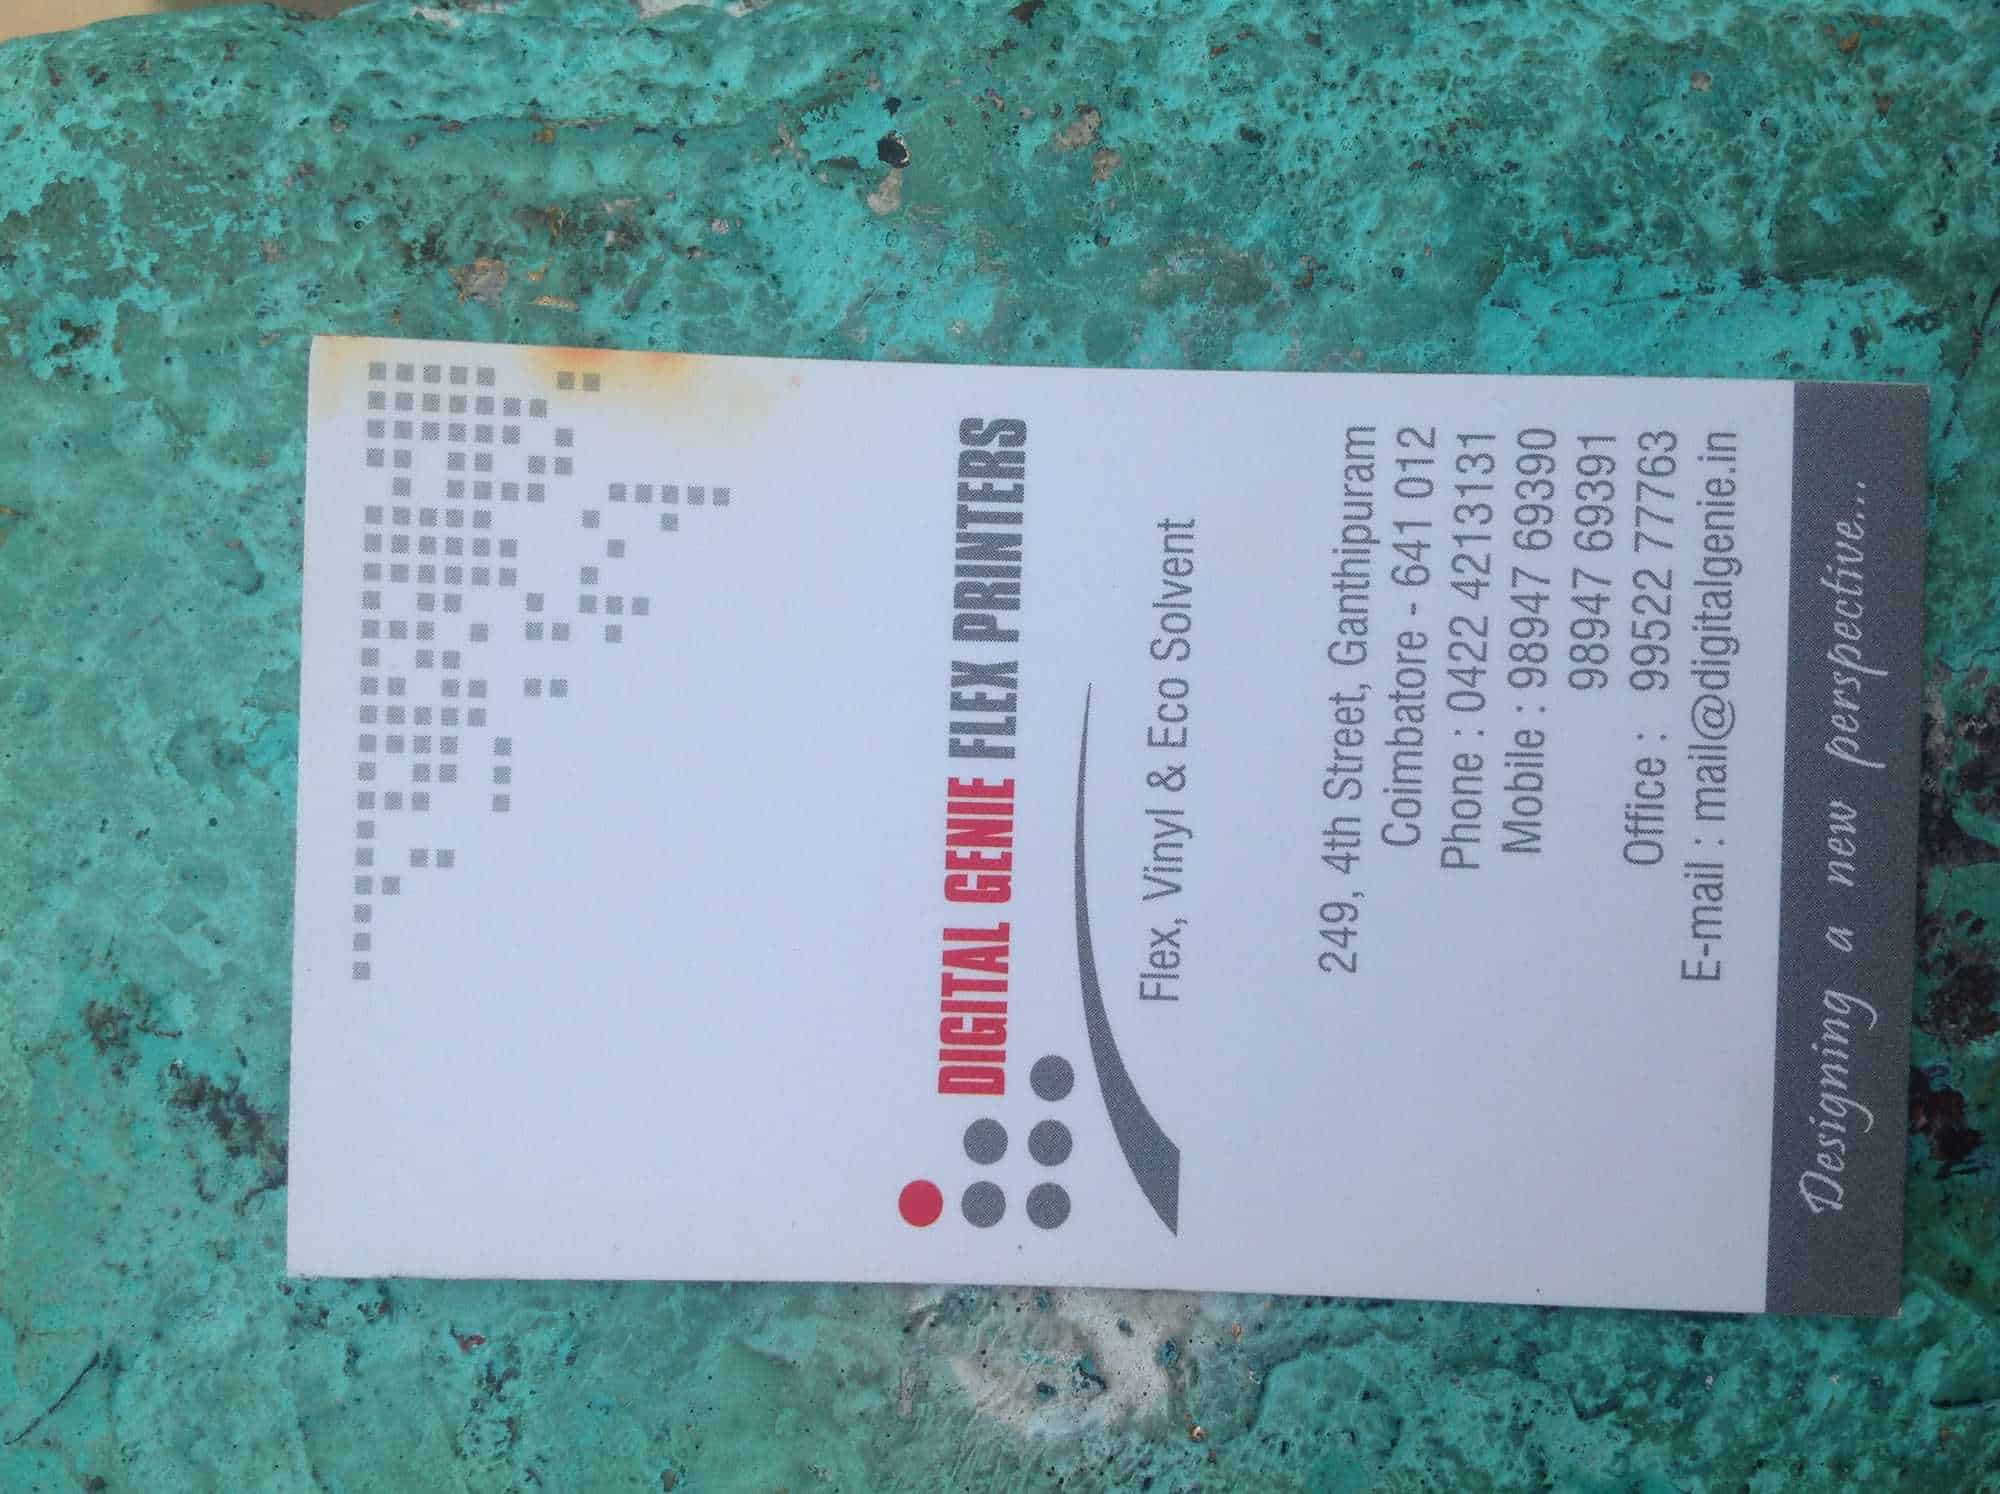 DIGITAL GENIE FLEX PRINTERS
Flex, Vinyl & Eco Solvent
249, 4th Street, Ganthipuram
Coimbatore - 641 012
Phone : 0422 4213131
Mobile : 98947 69390
98947 69391
Office : 99522 77763
E-mail : mail@digitalgenie.in
Designing a new perspective...